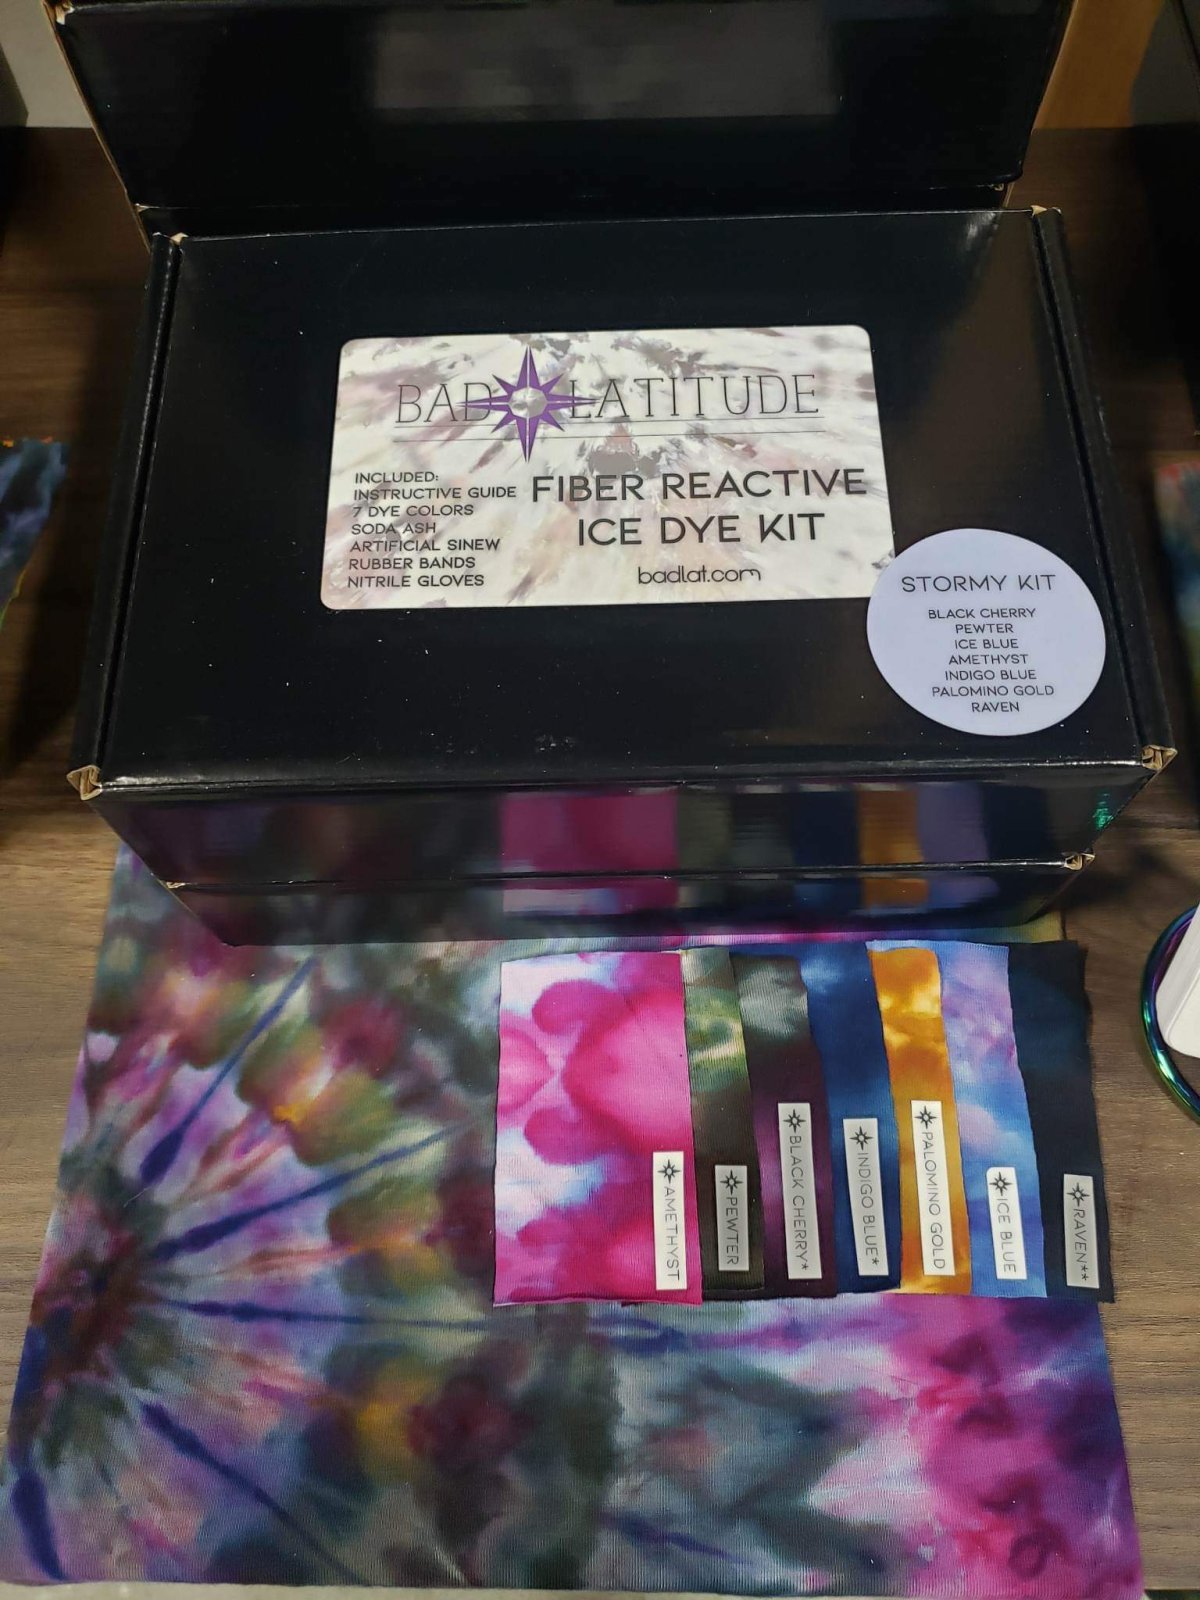 BAD LATITUDE
INCLUDED:
INSTRUCTIVE GUIDE
7 DYE COLORS
SODA ASH
ARTIFICIAL SINEW
RUBBER BANDS
NITRILE GLOVES
FIBER REACTIVE
ICE DYE KIT
badlat.com
STORMY KIT
BLACK CHERRY
PEWTER
ICE BLUE
AMETHYST
INDIGO BLUE
PALOMINO GOLD
RAVEN
AMETHYST
PEWTER
BLACK CHERRY*
INDIGO BLUE*
PALOMINO GOLD
ICE BLUE
RAVEN**